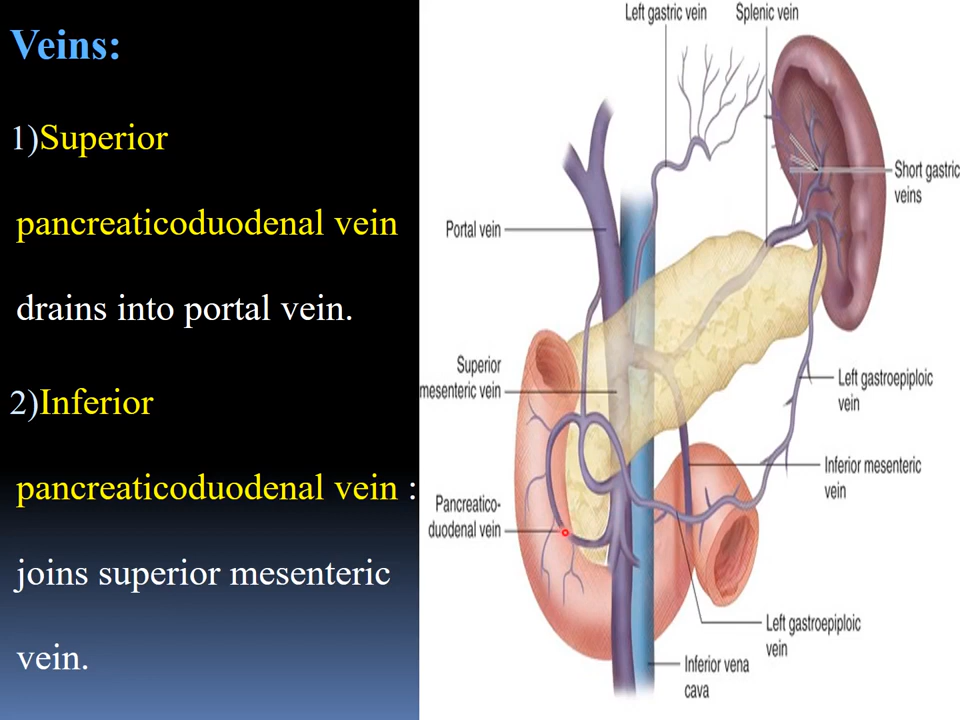 Veins:
1)Superior
pancreaticoduodenal vein
drains into portal vein.
2)Inferior
pancreaticoduodenal vein :
joins superior mesenteric
vein.
Left gastric vein
Splenic vein
Short gastric
veins
Portal vein
Superior
mesenteric vein
Left gastroepiploic
vein
Inferior mesenteric
vein
Pancreatico-
duodenal vein
Left gastroepiploic
vein
Inferior vena
cava